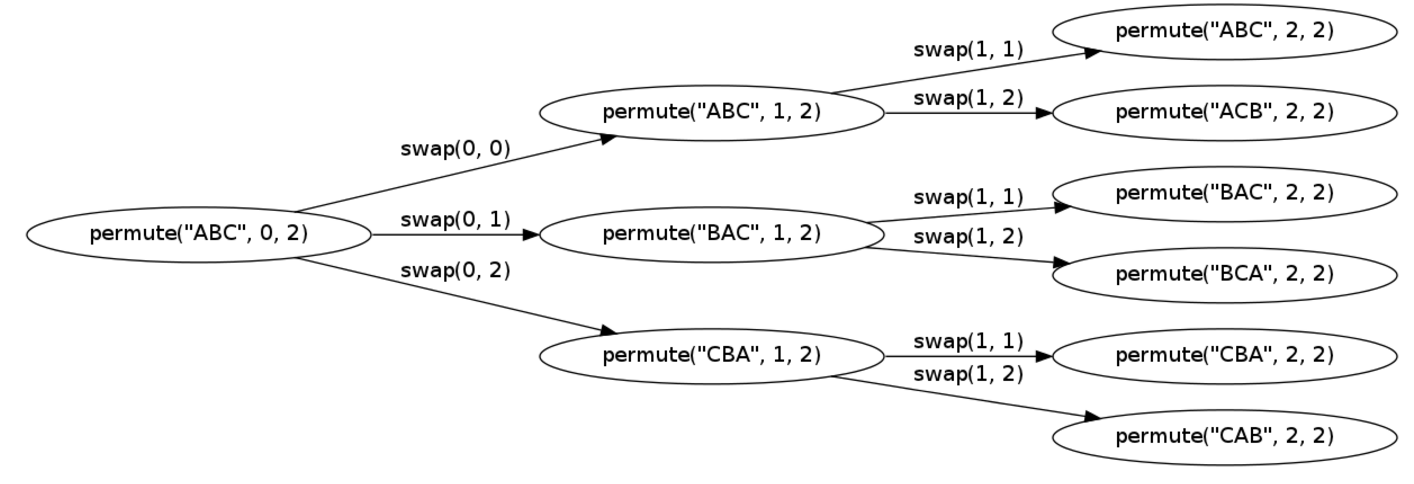 permute("ABC", 0, 2)
swap(0, 0)
swap(0, 1)
swap(0, 2)
permute("ABC", 1, 2)
permute("BAC", 1, 2)
permute("CBA", 1, 2)
swap(1, 1)
swap(1, 2)
swap(1, 1)
swap(1, 2)
swap(1, 1)
swap(1, 2)
permute("ABC", 2, 2)
permute("ACB", 2, 2)
permute("BAC", 2, 2)
permute("BCA", 2, 2)
permute("CBA", 2, 2)
permute("CAB", 2, 2)